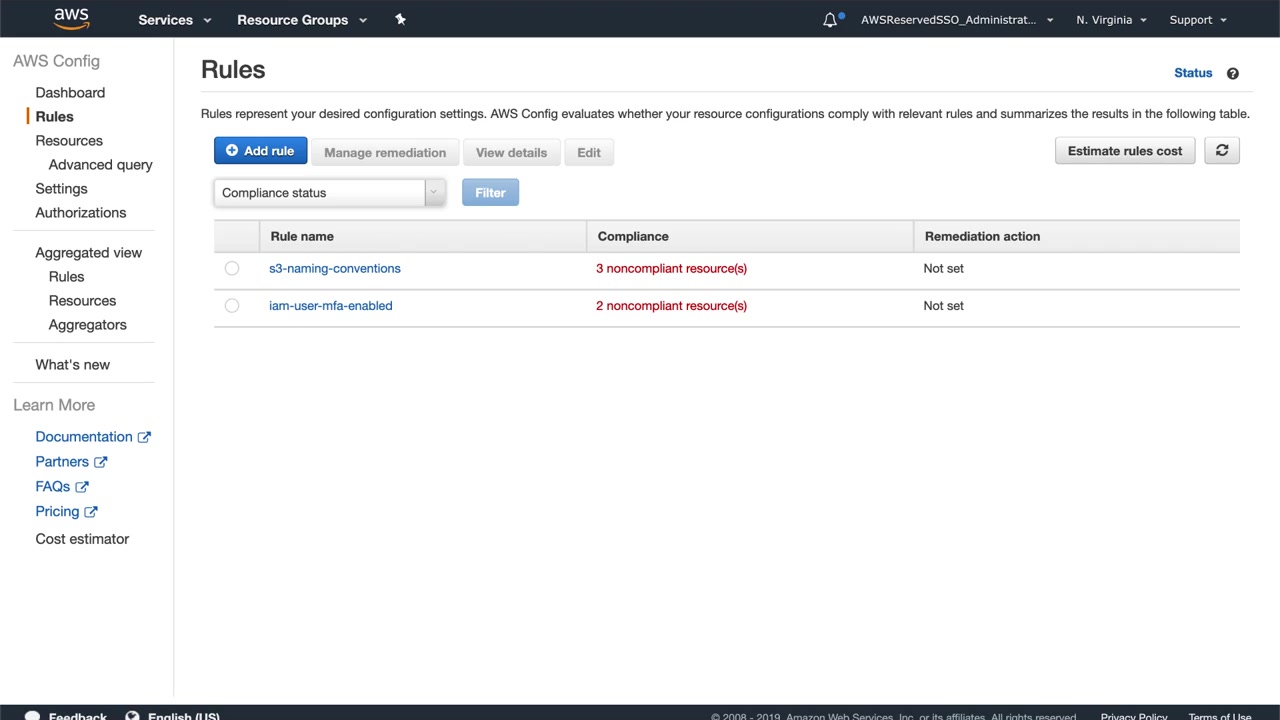 aws
Services
Resource Groups
AWSReservedSSO_Administrat...
N. Virginia
Support
AWS Config
Dashboard
Rules
Resources
Advanced query
Settings
Authorizations
Aggregated view
Rules
Resources
Aggregators
What's new
Learn More
Documentation
Partners
FAQs
Pricing
Cost estimator
Rules
Status
Rules represent your desired configuration settings. AWS Config evaluates whether your resource configurations comply with relevant rules and summarizes the results in the following table.
Add rule
Manage remediation
View details
Edit
Estimate rules cost
Compliance status
Filter
Rule name Compliance Remediation action
s3-naming-conventions 3 noncompliant resource(s) Not set
iam-user-mfa-enabled 2 noncompliant resource(s) Not set
Feedback
English (US)
© 2008 - 2019, Amazon Web Services, Inc. or its affiliates. All rights reserved.
Privacy Policy
Terms of Use